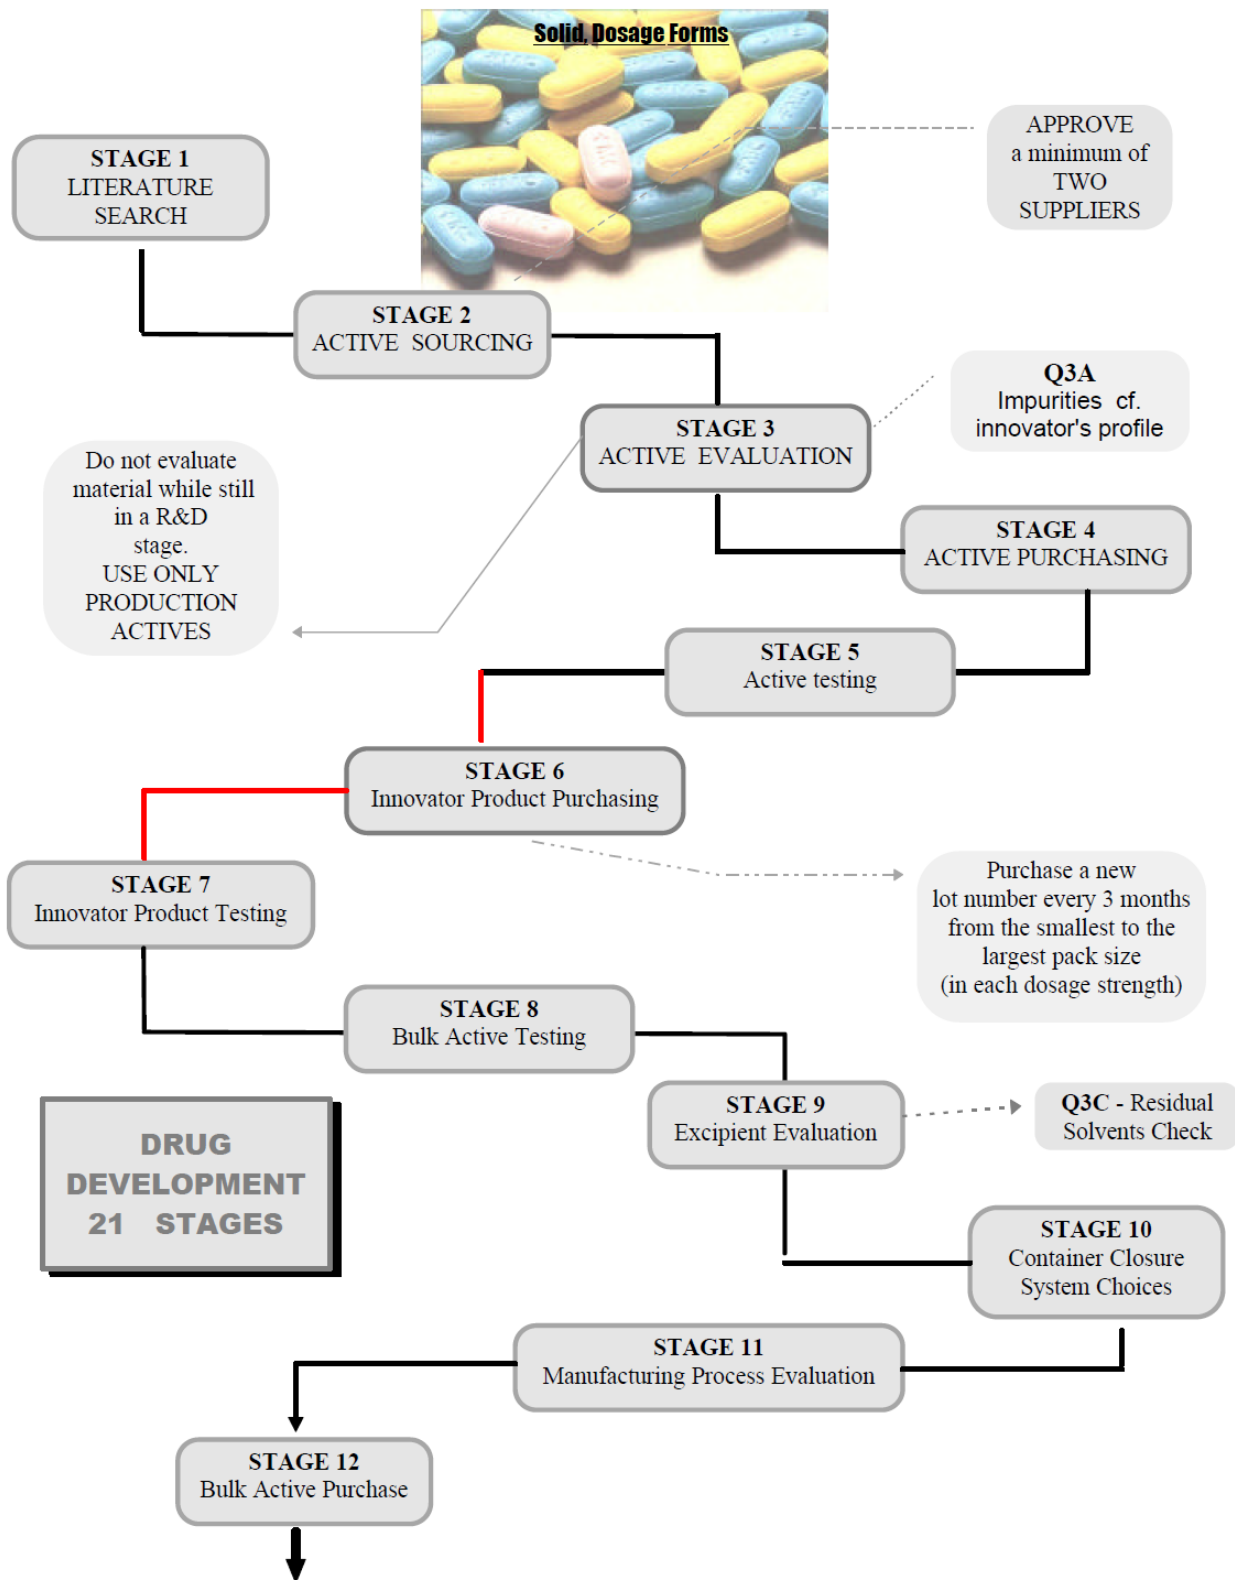 Solid, Dosage Forms
APPROVE
a minimum of
TWO
SUPPLIERS
STAGE 1
LITERATURE
SEARCH
STAGE 2
ACTIVE SOURCING
Q3A
Impurities cf.
innovator's profile
STAGE 3
ACTIVE EVALUATION
Do not evaluate
material while still
in a R&D
stage.
USE ONLY
PRODUCTION
ACTIVES
STAGE 4
ACTIVE PURCHASING
STAGE 5
Active testing
STAGE 6
Innovator Product Purchasing
STAGE 7
Innovator Product Testing
Purchase a new
lot number every 3 months
from the smallest to the
largest pack size
(in each dosage strength)
STAGE 8
Bulk Active Testing
STAGE 9
Excipient Evaluation
Q3C - Residual
Solvents Check
DRUG
DEVELOPMENT
21 STAGES
STAGE 10
Container Closure
System Choices
STAGE 11
Manufacturing Process Evaluation
STAGE 12
Bulk Active Purchase